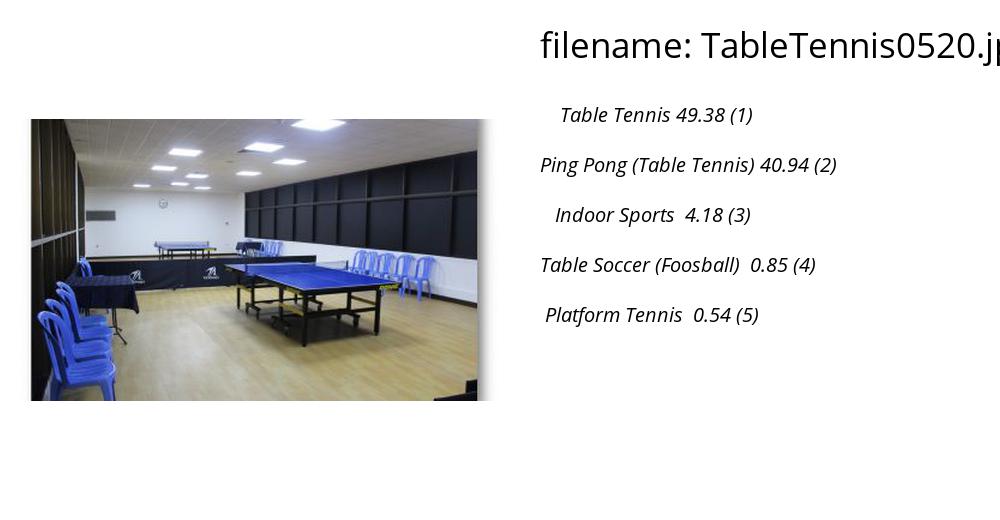 filename: TableTennis0520.j
Table Tennis 49.38 (1)
Ping Pong (Table Tennis) 40.94 (2)
Indoor Sports 4.18 (3)
Table Soccer (Foosball) 0.85 (4)
Platform Tennis 0.54 (5)